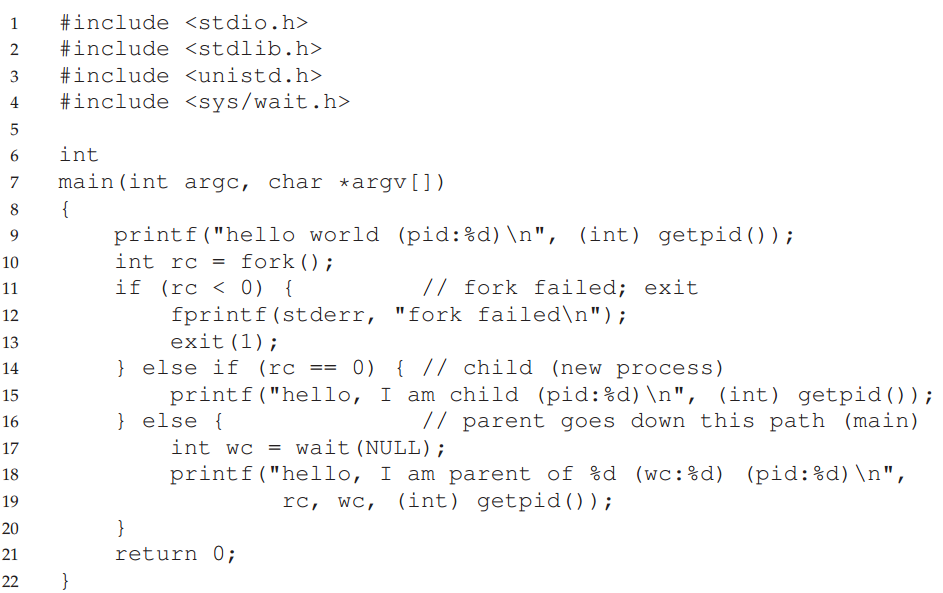 1 #include <stdio.h>
2 #include <stdlib.h>
3 #include <unistd.h>
4 #include <sys/wait.h>
5
6 int
7 main(int argc, char *argv[])
8 {
9 printf("hello world (pid:%d)\n", (int) getpid());
10 int rc = fork();
11 if (rc < 0) { // fork failed; exit
12 fprintf(stderr, "fork failed\n");
13 exit(1);
14 } else if (rc == 0) { // child (new process)
15 printf("hello, I am child (pid:%d)\n", (int) getpid());
16 } else { // parent goes down this path (main)
17 int wc = wait(NULL);
18 printf("hello, I am parent of %d (wc:%d) (pid:%d)\n",
19 rc, wc, (int) getpid());
20 }
21 return 0;
22 }